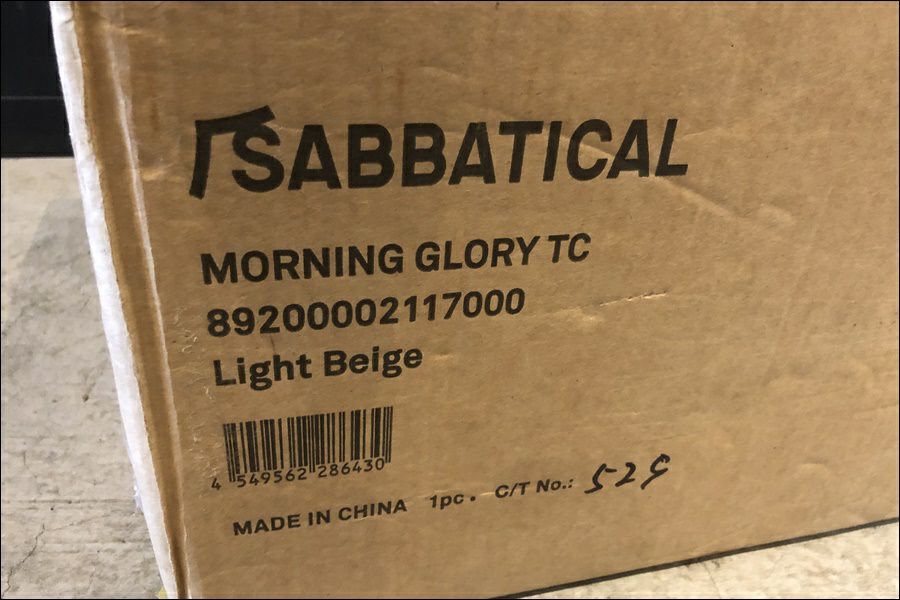 SABBATICAL
MORNING GLORY TC
89200002117000
Light Beige
4 549562 286430
MADE IN CHINA 1pc. C/T No.: 529